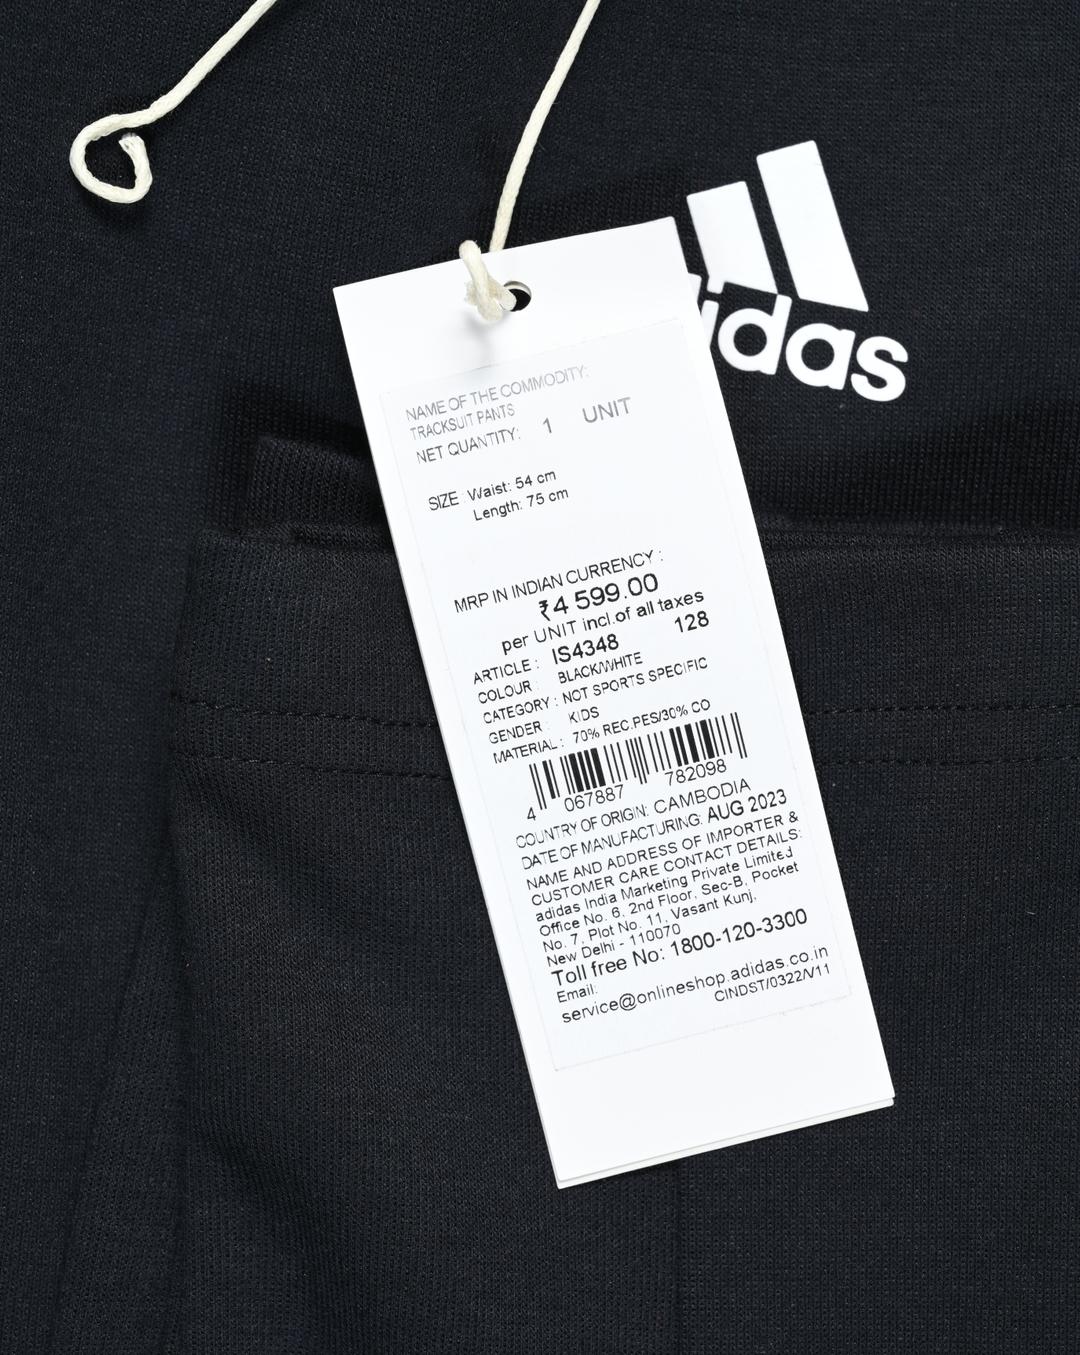 adidas
NAME OF THE COMMODITY:
TRACKSUIT PANTS
NET QUANTITY: 1 UNIT
SIZE Waist: 54 cm
Length: 75 cm
MRP IN INDIAN CURRENCY :
₹4 599.00
per UNIT incl.of all taxes
ARTICLE : IS4348 128
COLOUR : BLACK/WHITE
CATEGORY : NOT SPORTS SPECIFIC
GENDER : KIDS
MATERIAL : 70% REC.PES/30% CO
4 067887 782098
COUNTRY OF ORIGIN: CAMBODIA
DATE OF MANUFACTURING: AUG 2023
NAME AND ADDRESS OF IMPORTER &
CUSTOMER CARE CONTACT DETAILS:
adidas India Marketing Private Limited
Office No. 6, 2nd Floor, Sec-B, Pocket
No. 7, Plot No. 11, Vasant Kunj,
New Delhi - 110070
Toll free No: 1800-120-3300
Email:
service@onlineshop.adidas.co.in
CINDST/0322/V11